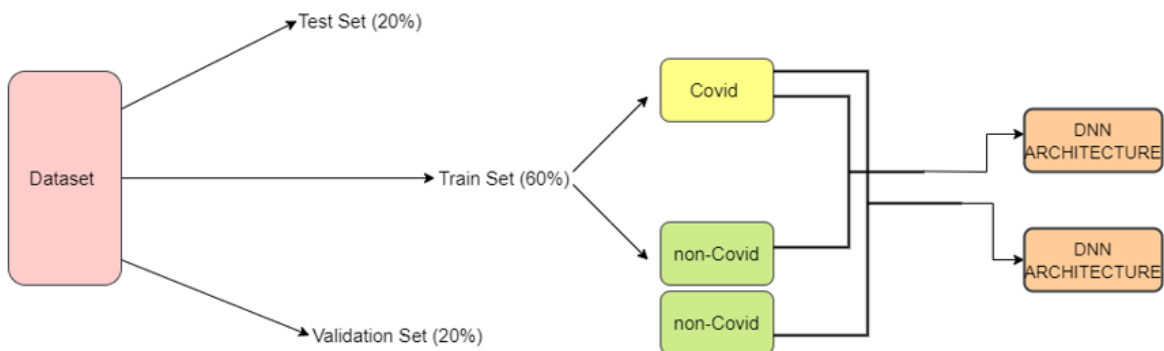 Test Set (20%)
Dataset
Train Set (60%)
Validation Set (20%)
Covid
non-Covid
non-Covid
DNN
ARCHITECTURE
DNN
ARCHITECTURE